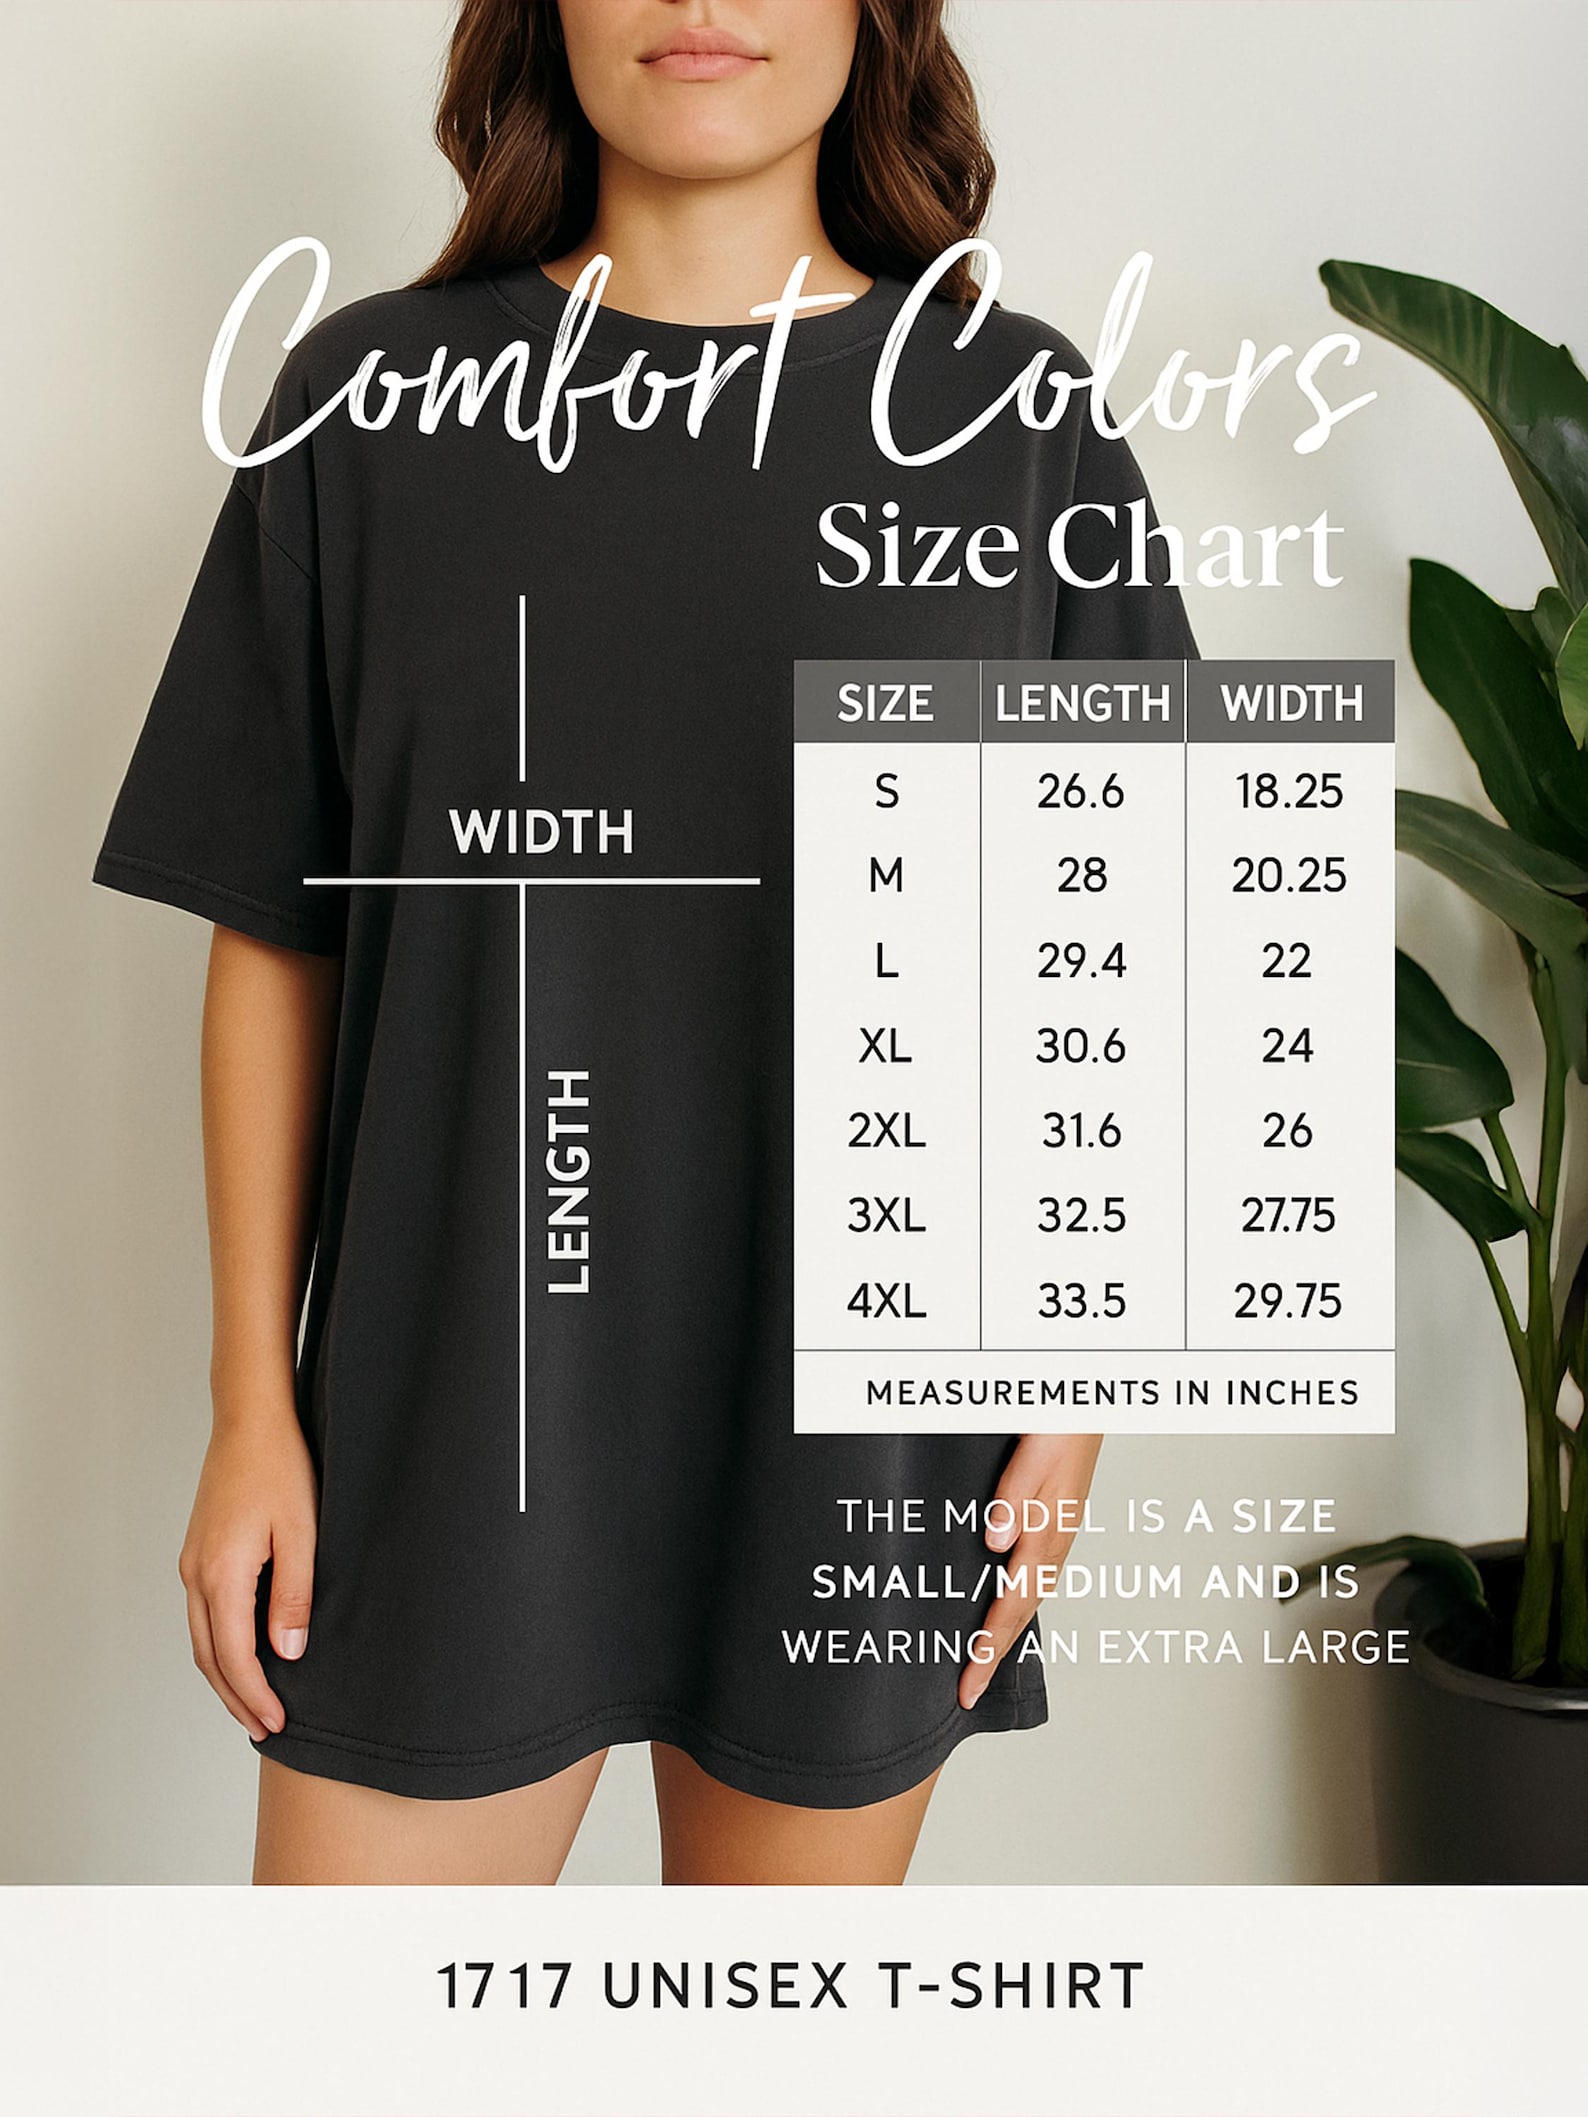 Comfort Colors
Size Chart
WIDTH
LENGTH
SIZE LENGTH WIDTH
S 26.6 18.25
M 28 20.25
L 29.4 22
XL 30.6 24
2XL 31.6 26
3XL 32.5 27.75
4XL 33.5 29.75
MEASUREMENTS IN INCHES
THE MODEL IS A SIZE
SMALL/MEDIUM AND IS
WEARING AN EXTRA LARGE
1717 UNISEX T-SHIRT